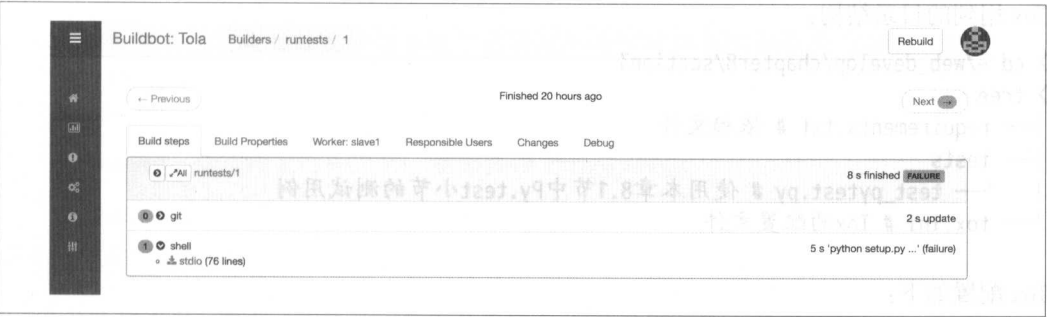 Buildbot: Tola Builders / runtests / 1
Rebuild
← Previous
Finished 20 hours ago
Next →
Build steps Build Properties Worker: slave1 Responsible Users Changes Debug
All runtests/1
8 s finished FAILURE
0 git
2 s update
1 shell
5 s 'python setup.py ...' (failure)
stdio (76 lines)